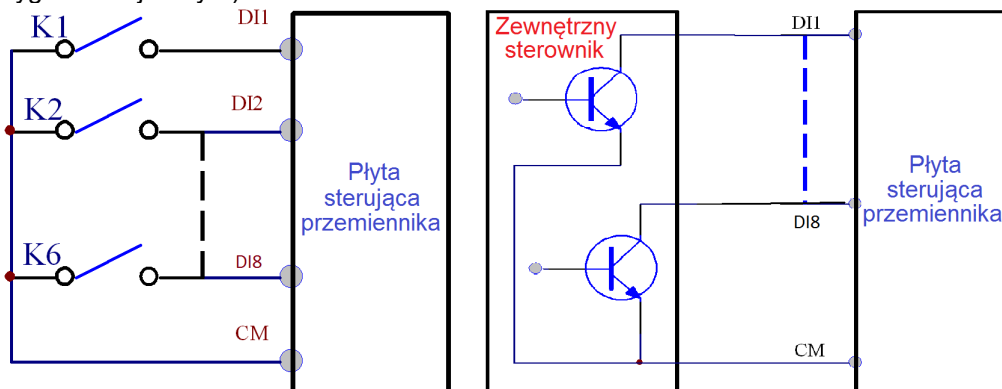 K1
DI1
K2
DI2
Płyta
sterująca
przemiennika
K6
DI8
CM
Zewnętrzny
sterownik
DI1
Płyta
sterująca
przemiennika
DI8
CM